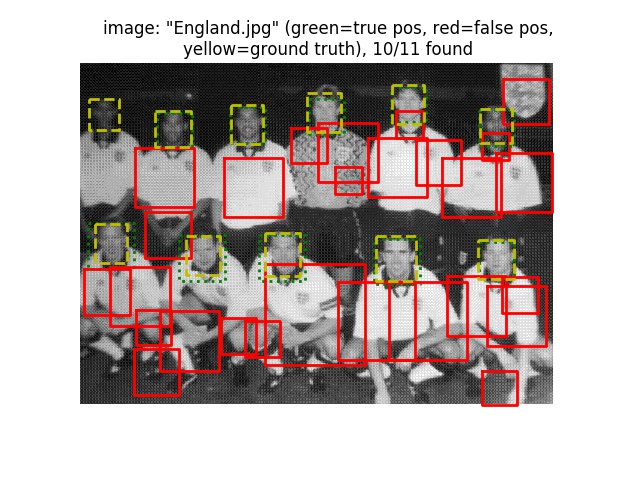 image: "England.jpg" (green=true pos, red=false pos,
yellow=ground truth), 10/11 found